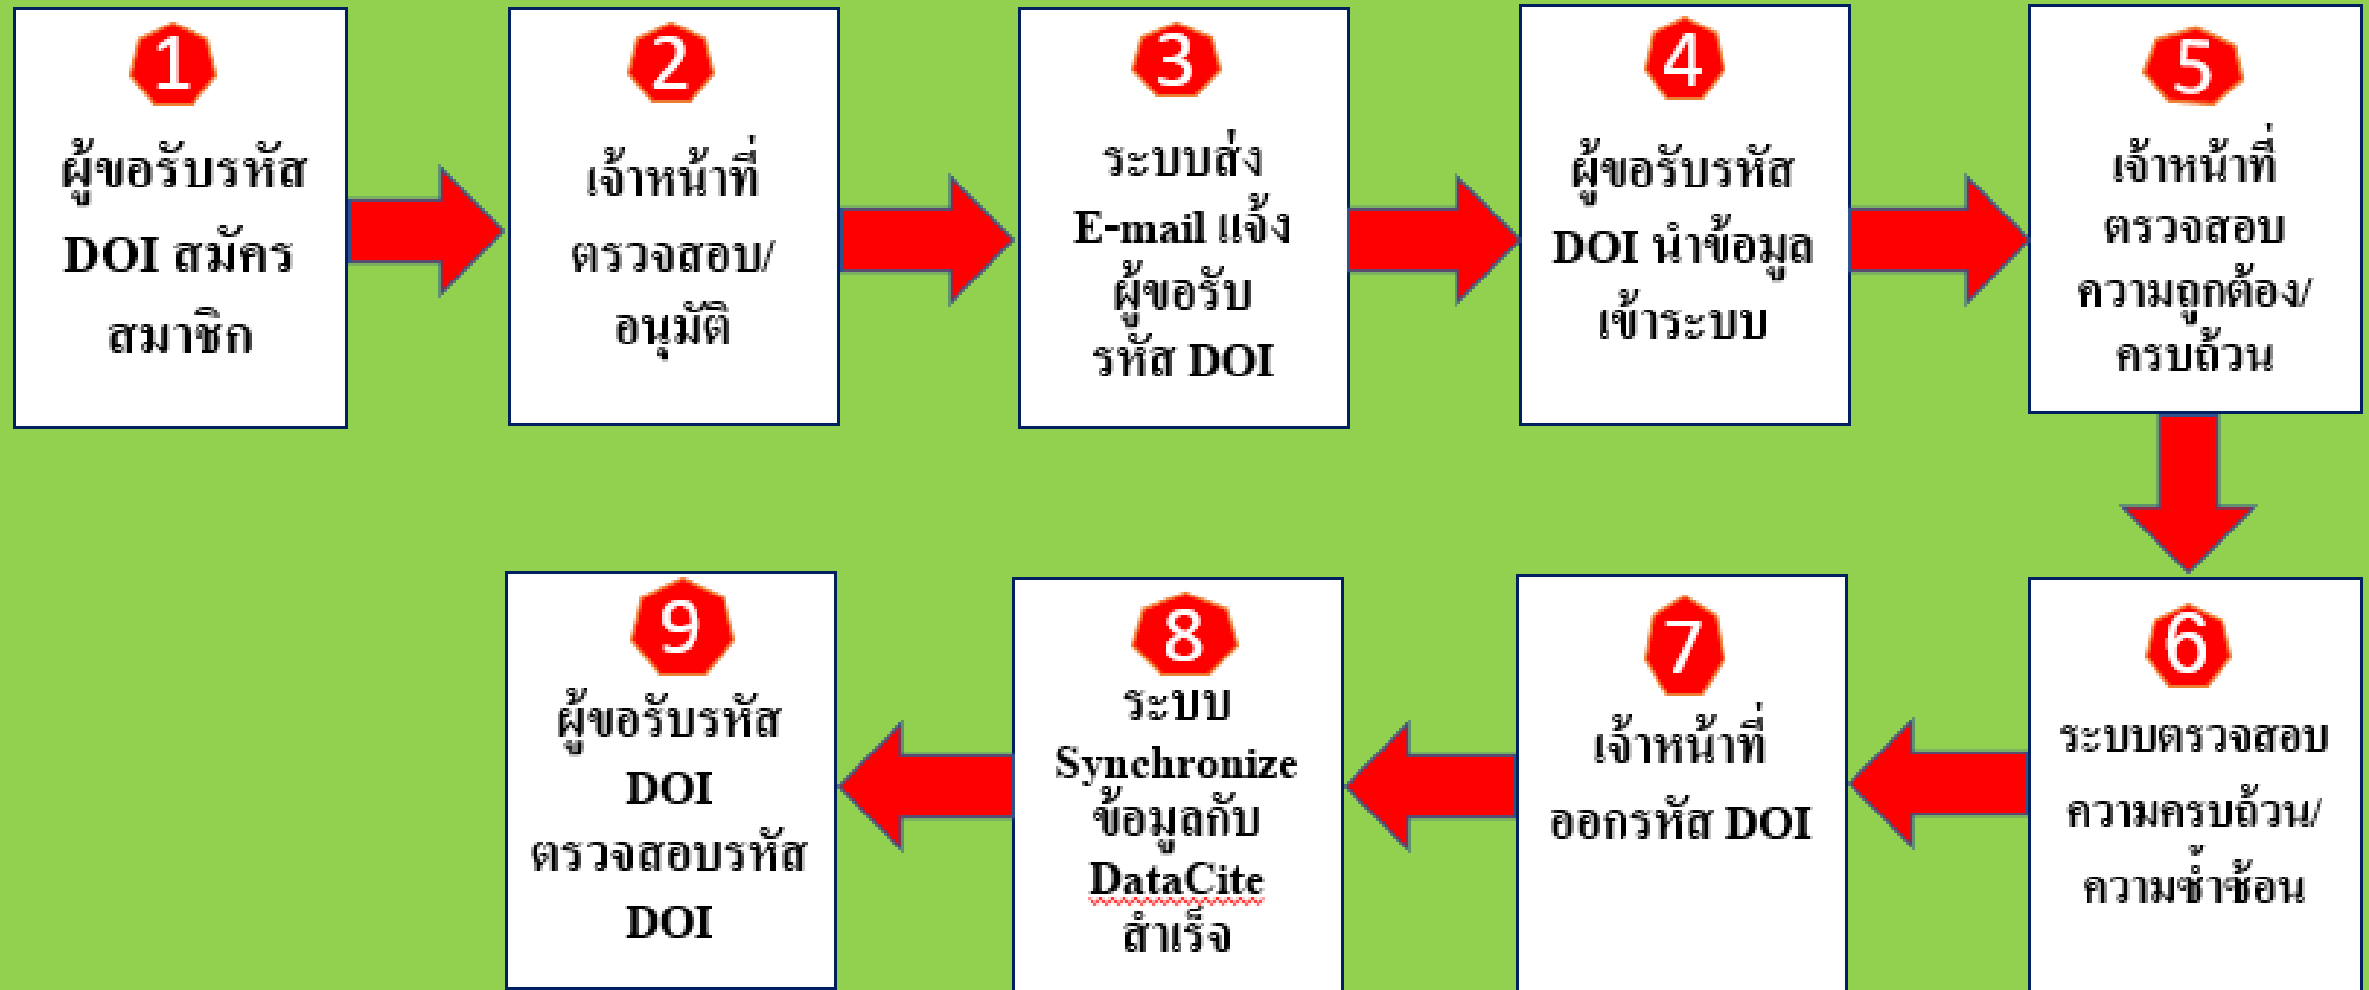 1
ผู้ขอรับรหัส
DOI สมัคร
สมาชิก
2
เจ้าหน้าที่
ตรวจสอบ/
อนุมัติ
3
ระบบส่ง
E-mail แจ้ง
ผู้ขอรับ
รหัส DOI
4
ผู้ขอรับรหัส
DOI นำข้อมูล
เข้าระบบ
5
เจ้าหน้าที่
ตรวจสอบ
ความถูกต้อง/
ครบถ้วน
6
ระบบตรวจสอบ
ความครบถ้วน/
ความซ้ำซ้อน
7
เจ้าหน้าที่
ออกรหัส DOI
8
ระบบ
Synchronize
ข้อมูลกับ
DataCite
สำเร็จ
9
ผู้ขอรับรหัส
DOI
ตรวจสอบรหัส
DOI